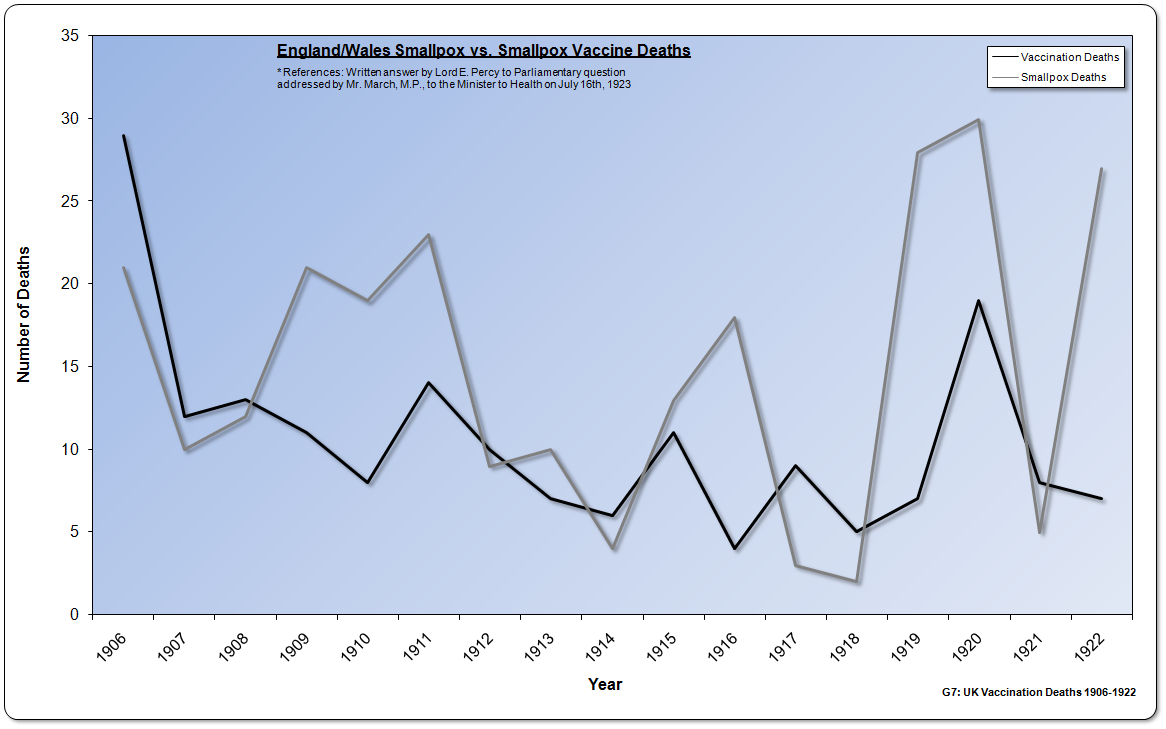 England/Wales Smallpox vs. Smallpox Vaccine Deaths
* References: Written answer by Lord E. Percy to Parliamentary question
addressed by Mr. March, M.P., to the Minister to Health on July 16th, 1923
Vaccination Deaths
Smallpox Deaths
Number of Deaths
35
30
25
20
15
10
5
0
1906 1907 1908 1909 1910 1911 1912 1913 1914 1915 1916 1917 1918 1919 1920 1921 1922
Year
G7: UK Vaccination Deaths 1906-1922